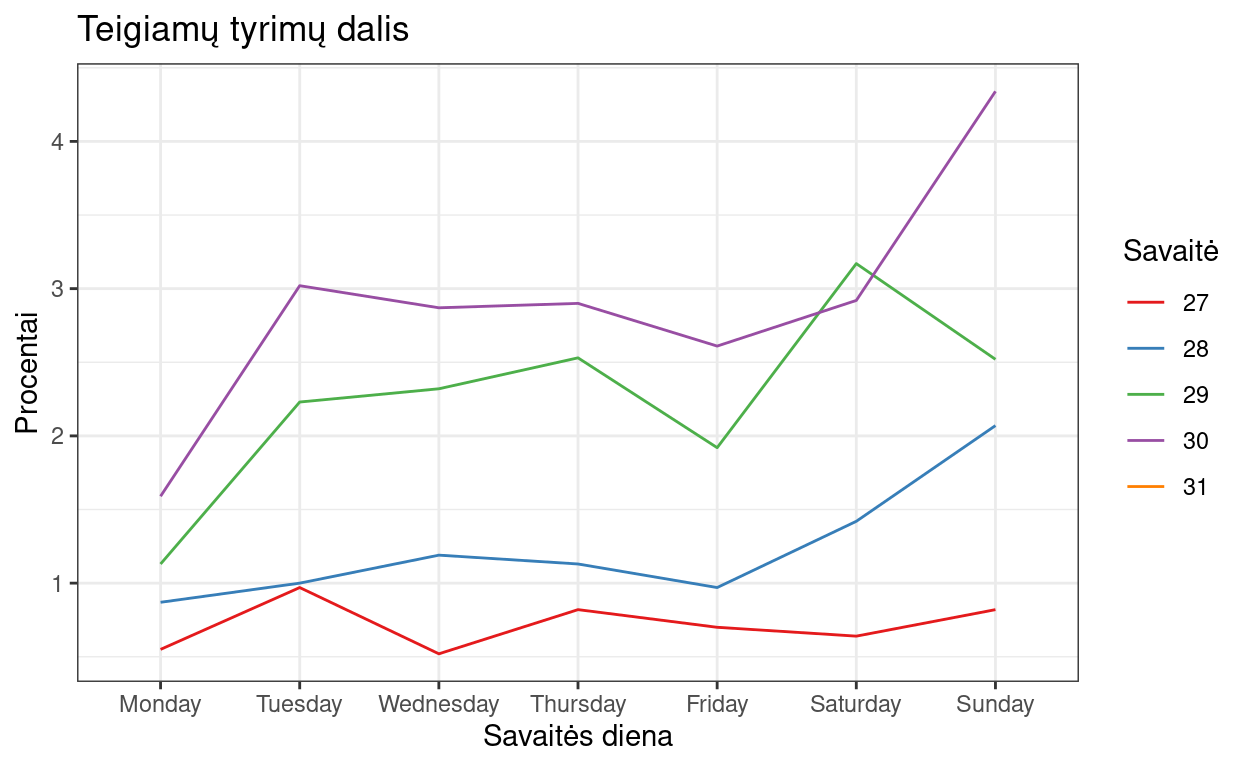 Teigiamų tyrimų dalis
Procentai
4
3
2
1
Monday Tuesday Wednesday Thursday Friday Saturday Sunday
Savaitės diena
Savaitė
27
28
29
30
31